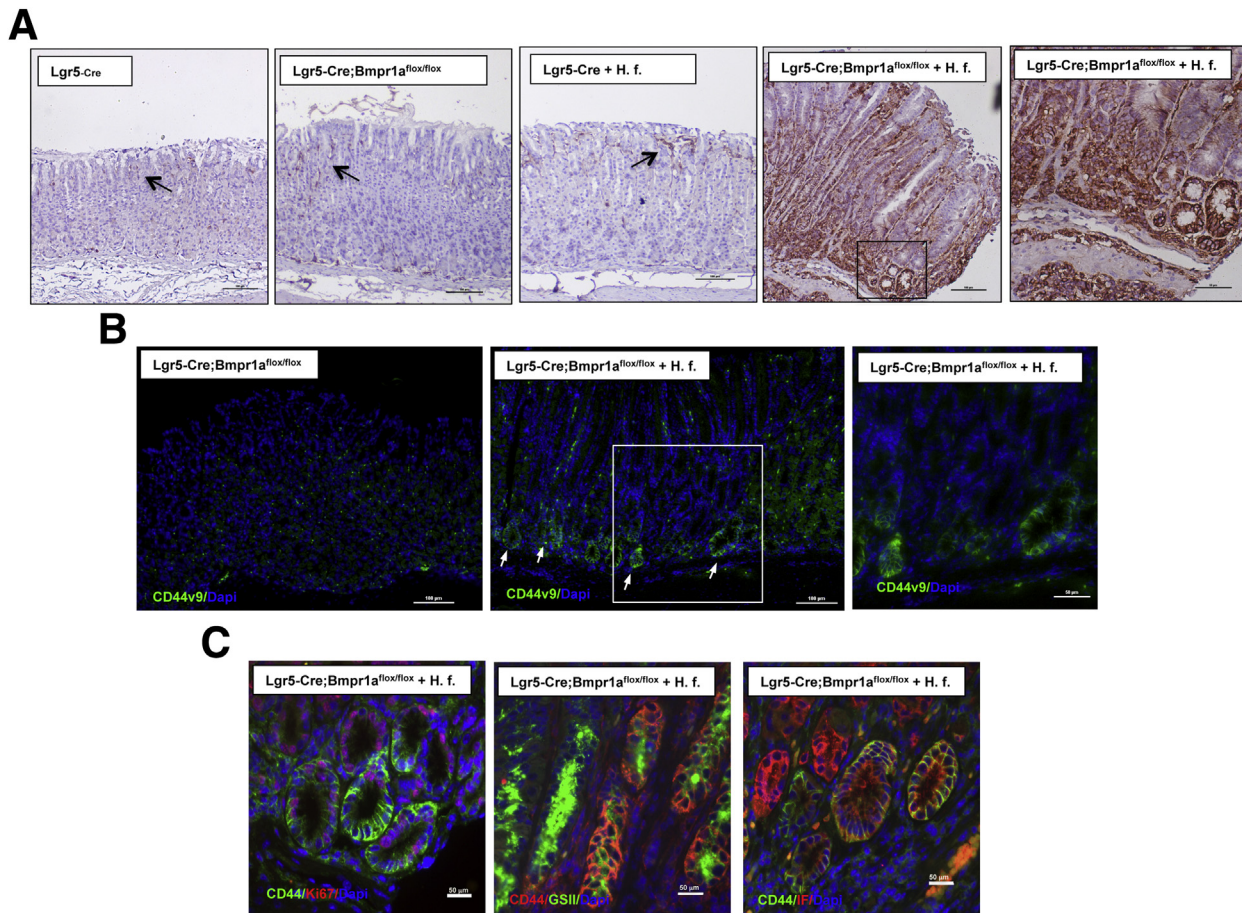 A
Lgr5-Cre
Lgr5-Cre;Bmpr1aflox/flox
Lgr5-Cre + H. f.
Lgr5-Cre;Bmpr1aflox/flox + H. f.
Lgr5-Cre;Bmpr1aflox/flox + H. f.
B
Lgr5-Cre;Bmpr1aflox/flox
Lgr5-Cre;Bmpr1aflox/flox + H. f.
Lgr5-Cre;Bmpr1aflox/flox + H. f.
CD44v9/Dapi
100 µm
CD44v9/Dapi
100 µm
CD44v9/Dapi
50 µm
C
Lgr5-Cre;Bmpr1aflox/flox + H. f.
Lgr5-Cre;Bmpr1aflox/flox + H. f.
Lgr5-Cre;Bmpr1aflox/flox + H. f.
CD44/Ki67/Dapi
50 µm
CD44/GSII/Dapi
50 µm
CD44/IF/Dapi
50 µm